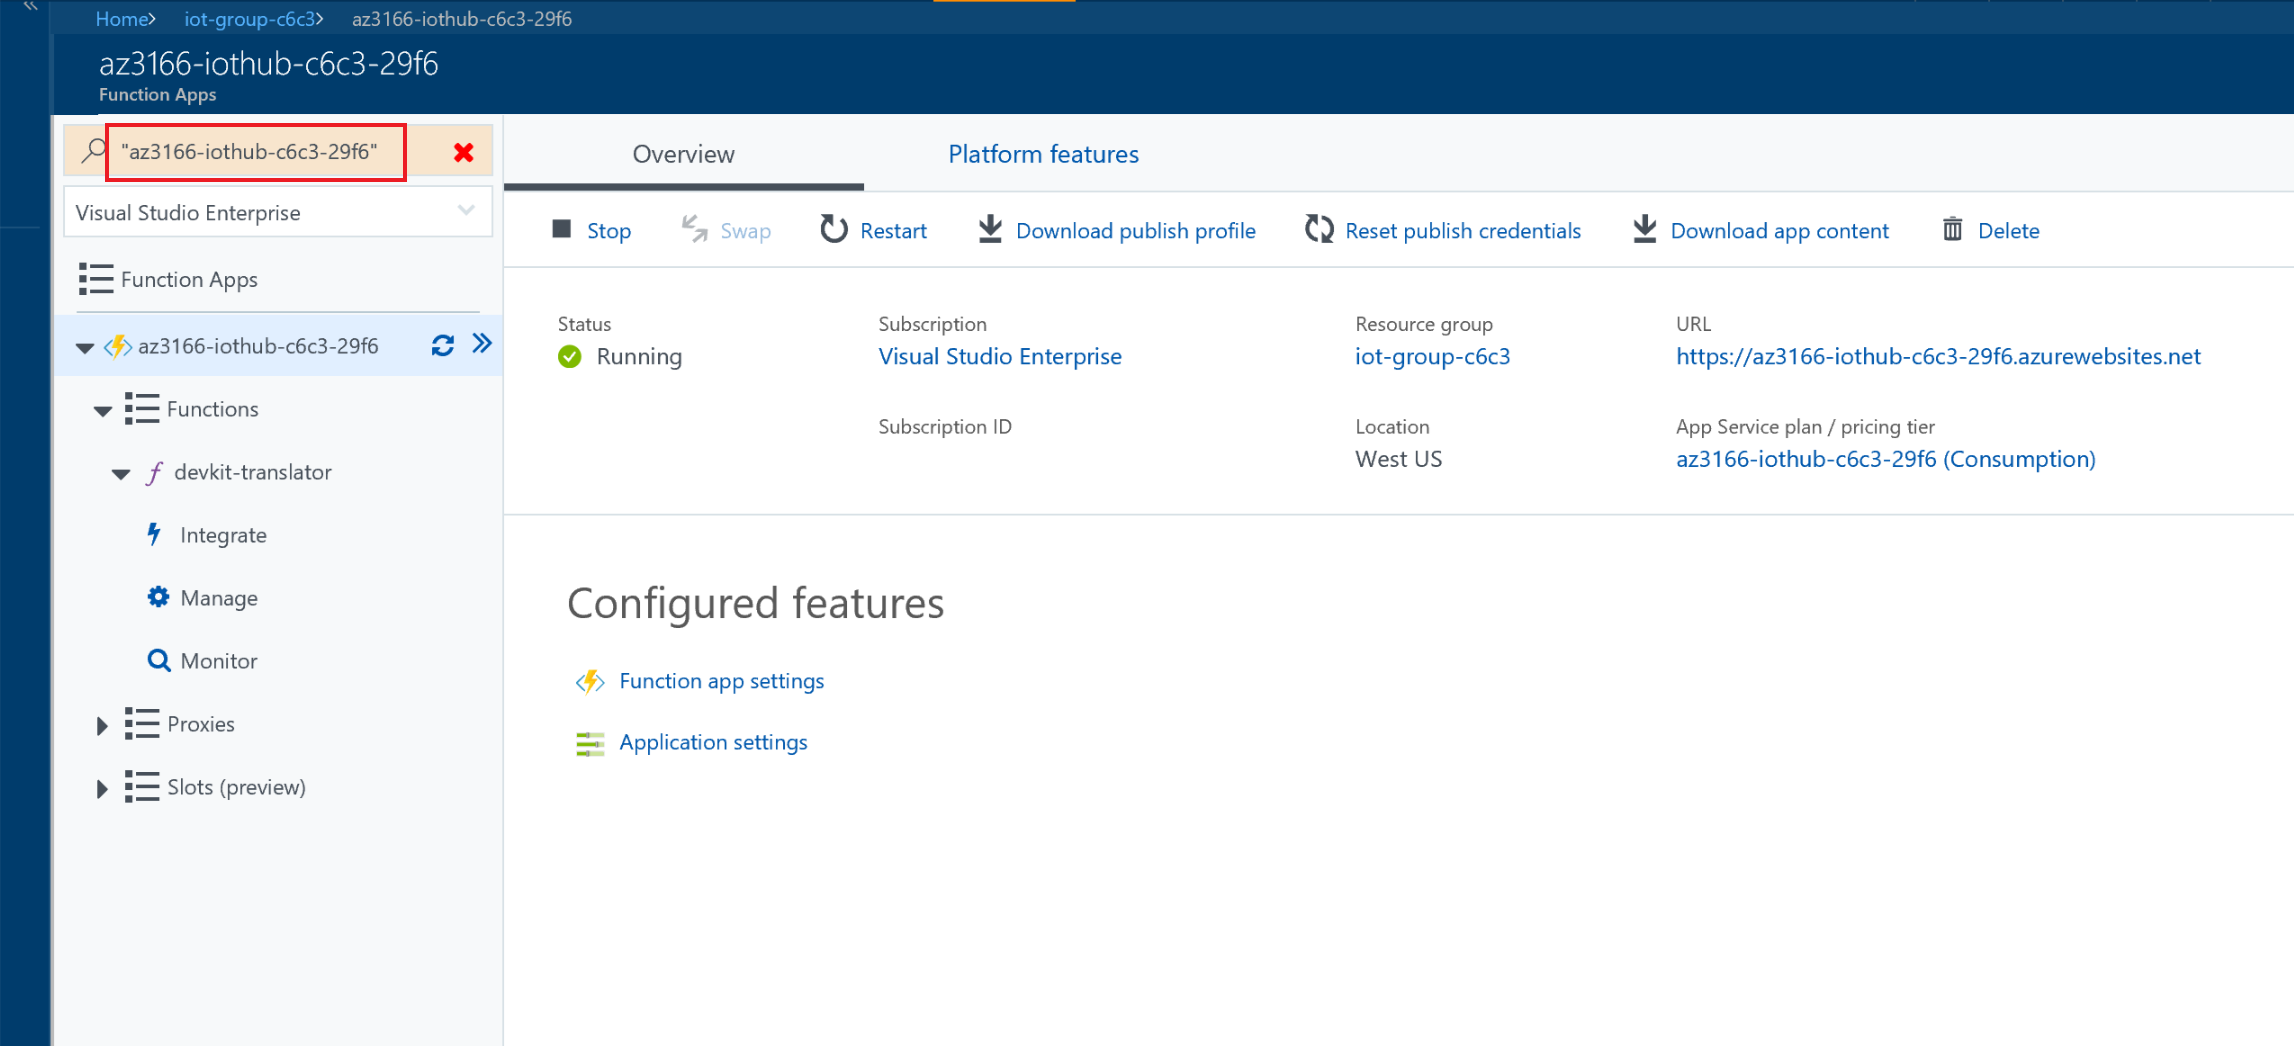 Home> iot-group-c6c3> az3166-iothub-c6c3-29f6
az3166-iothub-c6c3-29f6
Function Apps
"az3166-iothub-c6c3-29f6"
Visual Studio Enterprise
Function Apps
az3166-iothub-c6c3-29f6
Functions
devkit-translator
Integrate
Manage
Monitor
Proxies
Slots (preview)
Overview Platform features
Stop Swap Restart Download publish profile Reset publish credentials Download app content Delete
Status Subscription Resource group URL
Running Visual Studio Enterprise iot-group-c6c3 https://az3166-iothub-c6c3-29f6.azurewebsites.net
Subscription ID Location App Service plan / pricing tier
West US az3166-iothub-c6c3-29f6 (Consumption)
Configured features
Function app settings
Application settings